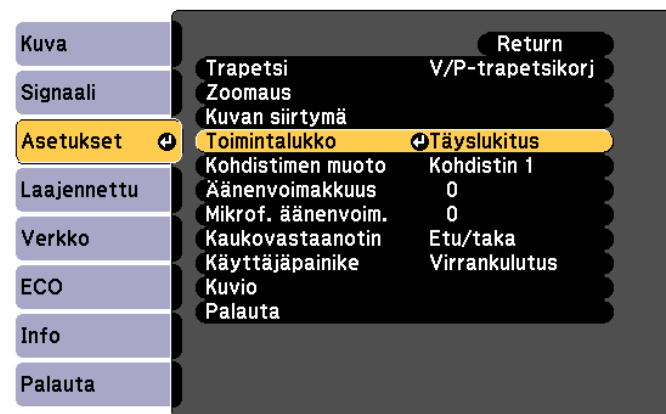 Kuva
Signaali
Asetukset
Laajennettu
Verkko
ECO
Info
Palauta
Return
Trapetsi V/P-trapetsikorj
Zoomaus
Kuvan siirtymä
Toimintalukko Täyslukitus
Kohdistimen muoto Kohdistin 1
Äänenvoimakkuus 0
Mikrof. äänenvoim. 0
Kaukovastaanotin Etu/taka
Käyttäjäpainike Virrankulutus
Kuvio
Palauta